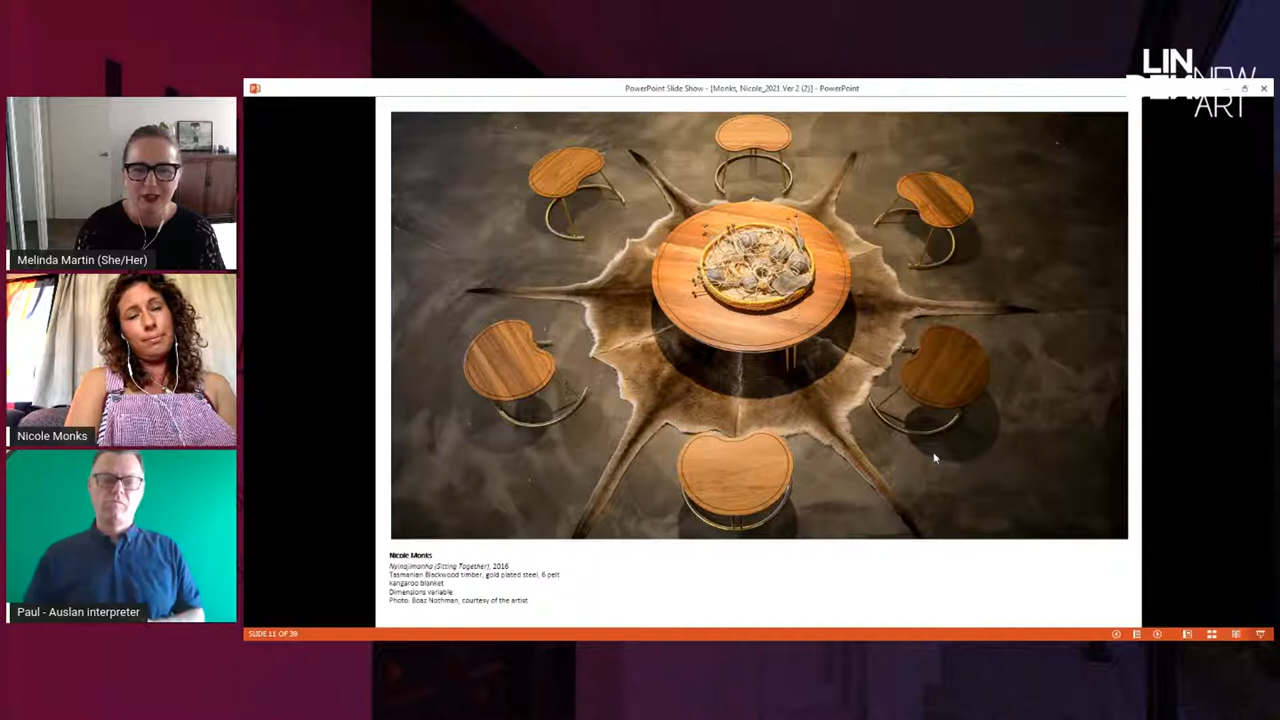 LIN
DEN NEW
ART
PowerPoint Slide Show - [Monks, Nicole_2021 Ver 2 (2)] - PowerPoint
Melinda Martin (She/Her)
Nicole Monks
Paul - Auslan interpreter
Nicole Monks
Nyinajimanha (Sitting Together), 2016
Tasmanian Blackwood timber, gold plated steel, 6 pelt
kangaroo blanket
Dimensions variable
Photo: Boaz Nothman, courtesy of the artist
SLIDE 11 OF 39